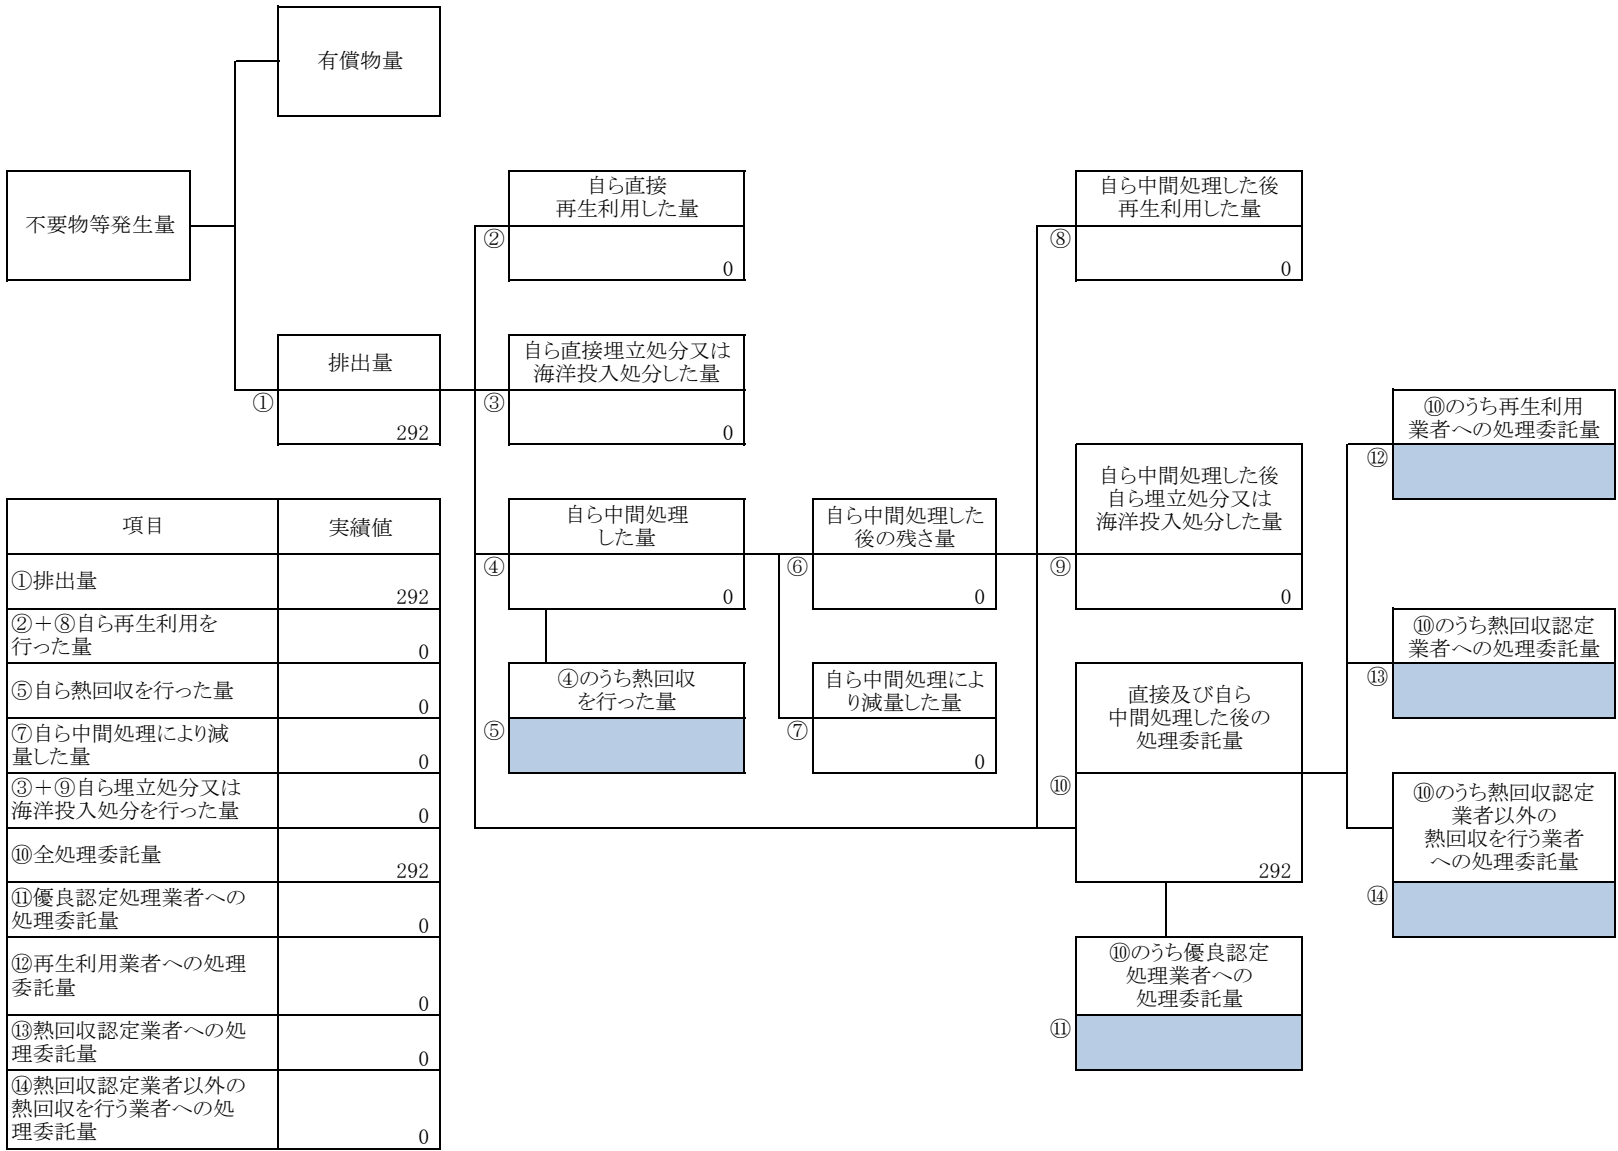 有償物量
不要物等発生量
自ら直接
再生利用した量
②
0
自ら中間処理した後
再生利用した量
⑧
0
排出量
①
292
自ら直接埋立処分又は
海洋投入処分した量
③
0
⑩のうち再生利用
業者への処理委託量
⑫
自ら中間処理
した量
④
0
自ら中間処理した
後の残さ量
⑥
0
自ら中間処理した後
自ら埋立処分又は
海洋投入処分した量
⑨
0
⑩のうち熱回収認定
業者への処理委託量
⑬
④のうち熱回収
を行った量
⑤
自ら中間処理によ
り減量した量
⑦
0
直接及び自ら
中間処理した後の
処理委託量
⑩
292
⑩のうち熱回収認定
業者以外の
熱回収を行う業者
への処理委託量
⑭
⑩のうち優良認定
処理業者への
処理委託量
⑪
項目
実績値
①排出量
292
②＋⑧自ら再生利用を
行った量
0
⑤自ら熱回収を行った量
0
⑦自ら中間処理により減
量した量
0
③＋⑨自ら埋立処分又は
海洋投入処分を行った量
0
⑩全処理委託量
292
⑪優良認定処理業者への
処理委託量
0
⑫再生利用業者への処理
委託量
0
⑬熱回収認定業者への処
理委託量
0
⑭熱回収認定業者以外の
熱回収を行う業者への処
理委託量
0